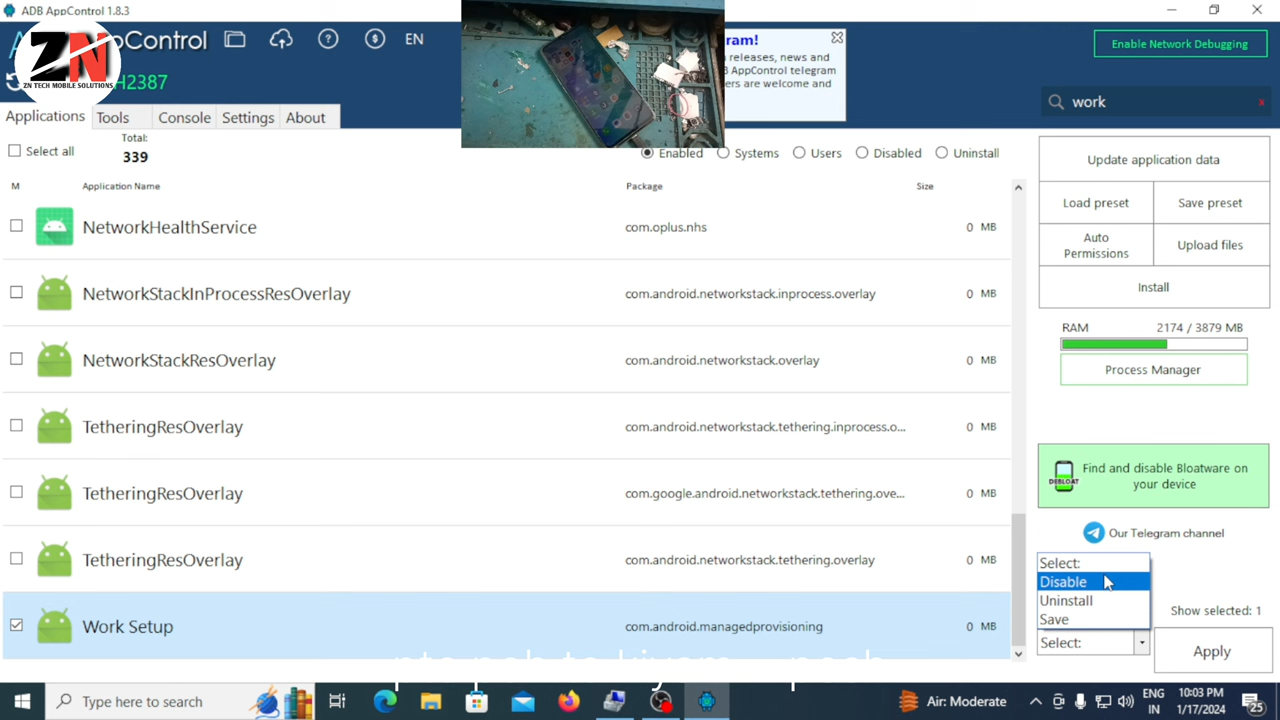 ADB AppControl 1.8.3
AppControl
EN
Enable Network Debugging
ZN
ZN TECH MOBILE SOLUTIONS
H2387
ram!
releases, news and
B AppControl telegram
ers are welcome and
work
x
Applications
Tools
Console
Settings
About
Select all
Total:
339
Enabled
Systems
Users
Disabled
Uninstall
M
Application Name
Package
Size
NetworkHealthService
com.oplus.nhs
0 MB
NetworkStackInProcessResOverlay
com.android.networkstack.inprocess.overlay
0 MB
NetworkStackResOverlay
com.android.networkstack.overlay
0 MB
TetheringResOverlay
com.android.networkstack.tethering.inprocess.o...
0 MB
TetheringResOverlay
com.google.android.networkstack.tethering.ove...
0 MB
TetheringResOverlay
com.android.networkstack.tethering.overlay
0 MB
Work Setup
com.android.managedprovisioning
0 MB
Update application data
Load preset
Save preset
Auto
Permissions
Upload files
Install
RAM
2174 / 3879 MB
Process Manager
DEBLOAT
Find and disable Bloatware on
your device
Our Telegram channel
Select:
Disable
Uninstall
Save
Show selected: 1
Select:
Apply
Type here to search
Air: Moderate
ENG
IN
10:03 PM
1/17/2024
25